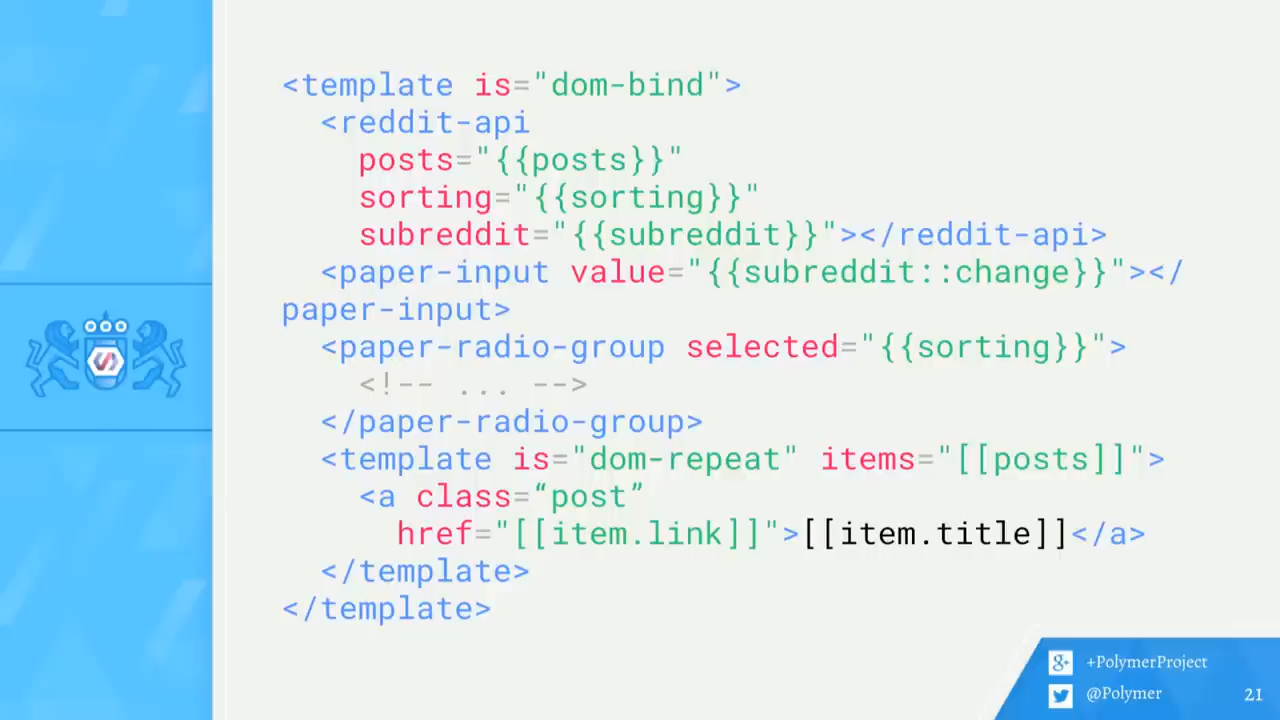 <template is="dom-bind">
<reddit-api
posts="{{posts}}"
sorting="{{sorting}}"
subreddit="{{subreddit}}"></reddit-api>
<paper-input value="{{subreddit::change}}"></
paper-input>
<paper-radio-group selected="{{sorting}}">
<!-- ... -->
</paper-radio-group>
<template is="dom-repeat" items="[[posts]]">
<a class=“post”
href="[[item.link]]">[[item.title]]</a>
</template>
</template>
+PolymerProject
@Polymer
21